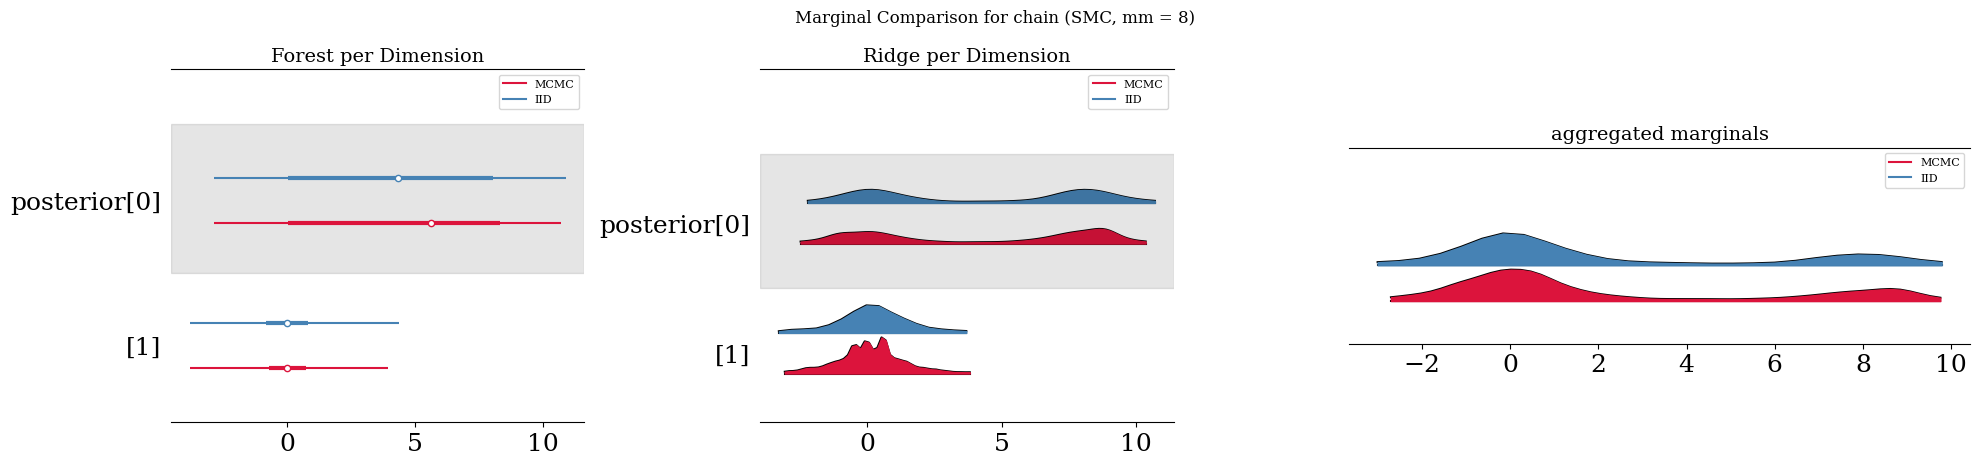 Marginal Comparison for chain (SMC, mm = 8)
Forest per Dimension
MCMC
IID
posterior[0]
[1]
0 5 10
Ridge per Dimension
MCMC
IID
posterior[0]
[1]
0 5 10
aggregated marginals
MCMC
IID
−2 0 2 4 6 8 10